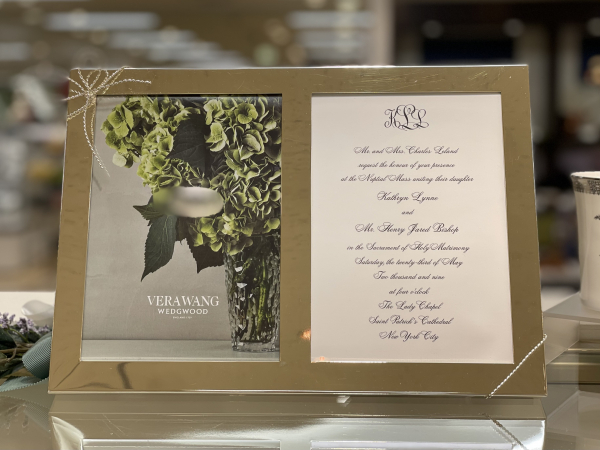 VERA WANG
WEDGWOOD
KLL
Mr. and Mrs. Charles Leland
request the honour of your presence
at the Nuptial Mass uniting their daughter
Kathryn Lynne
and
Mr. Henry Jared Bishop
in the Sacrament of Holy Matrimony
Saturday, the twenty-third of May
Two thousand and nine
at four o'clock
The Lady Chapel
Saint Patrick's Cathedral
New York City